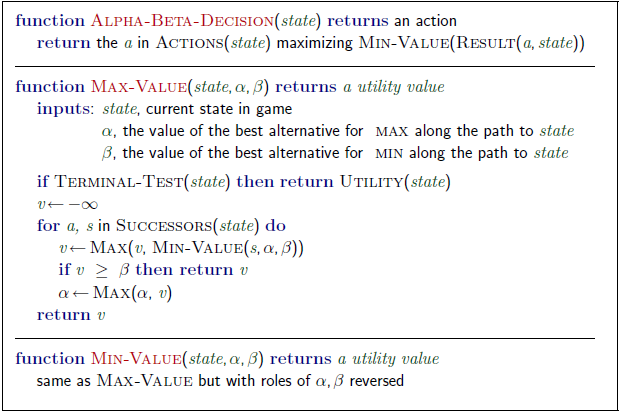 function ALPHA-BETA-DECISION(state) returns an action
return the a in ACTIONS(state) maximizing MIN-VALUE(RESULT(a, state))
function MAX-VALUE(state, α, β) returns a utility value
inputs: state, current state in game
α, the value of the best alternative for MAX along the path to state
β, the value of the best alternative for MIN along the path to state
if TERMINAL-TEST(state) then return UTILITY(state)
v ← −∞
for a, s in SUCCESSORS(state) do
v ← MAX(v, MIN-VALUE(s, α, β))
if v ≥ β then return v
α ← MAX(α, v)
return v
function MIN-VALUE(state, α, β) returns a utility value
same as MAX-VALUE but with roles of α, β reversed